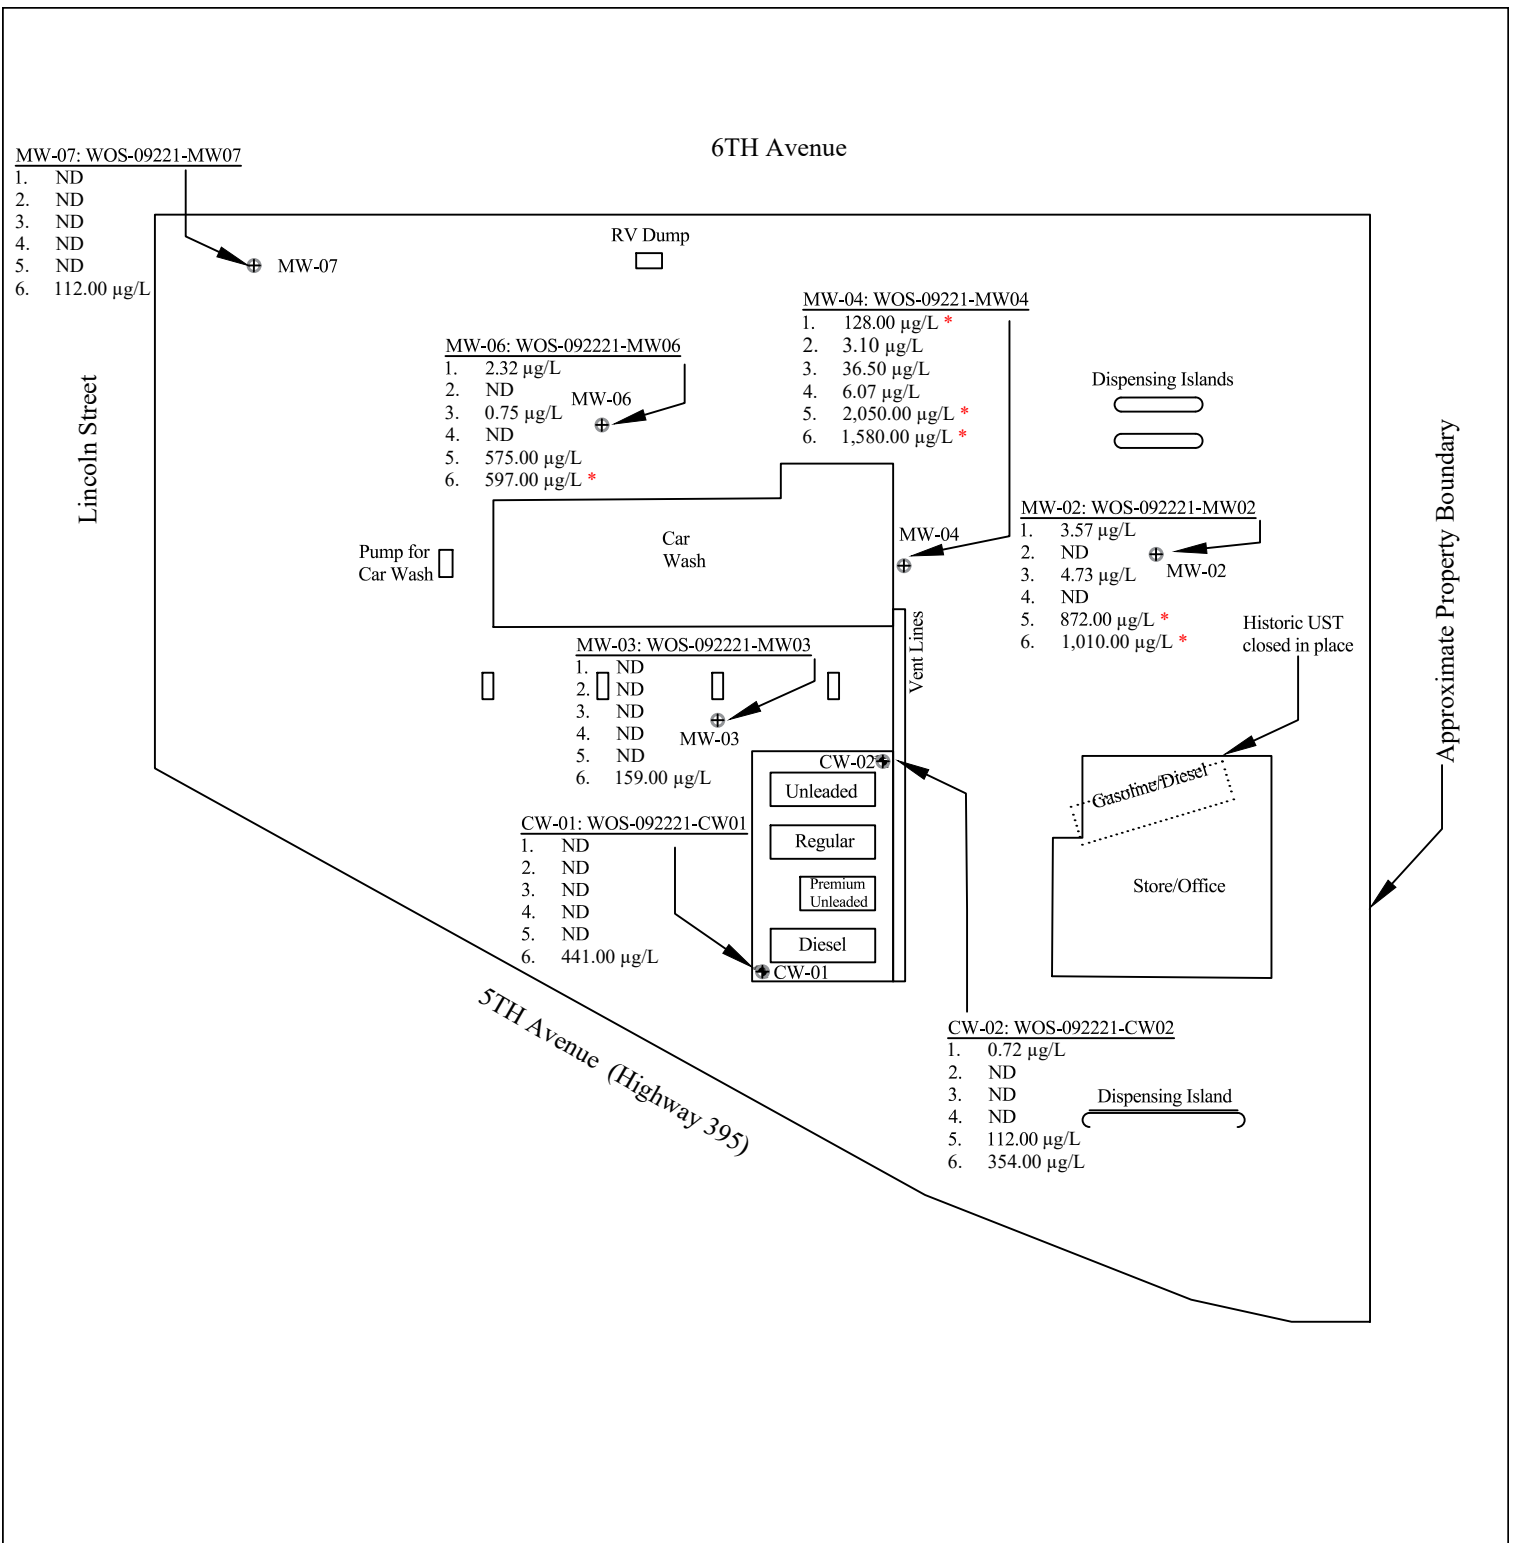 6TH Avenue
MW-07: WOS-09221-MW07
1. ND
2. ND
3. ND
4. ND
5. ND
6. 112.00 µg/L
MW-07
RV Dump
Lincoln Street
MW-06: WOS-092221-MW06
1. 2.32 µg/L
2. ND
3. 0.75 µg/L
4. ND
5. 575.00 µg/L
6. 597.00 µg/L *
MW-06
MW-04: WOS-09221-MW04
1. 128.00 µg/L *
2. 3.10 µg/L
3. 36.50 µg/L
4. 6.07 µg/L
5. 2,050.00 µg/L *
6. 1,580.00 µg/L *
MW-04
Dispensing Islands
Approximate Property Boundary
MW-02: WOS-092221-MW02
1. 3.57 µg/L
2. ND
3. 4.73 µg/L
4. ND
5. 872.00 µg/L *
6. 1,010.00 µg/L *
MW-02
Pump for
Car Wash
Car
Wash
Vent Lines
Historic UST
closed in place
MW-03: WOS-092221-MW03
1. ND
2. ND
3. ND
4. ND
5. ND
6. 159.00 µg/L
MW-03
CW-02
Unleaded
Regular
Premium
Unleaded
Diesel
CW-01
Gasoline/Diesel
Store/Office
CW-01: WOS-092221-CW01
1. ND
2. ND
3. ND
4. ND
5. ND
6. 441.00 µg/L
5TH Avenue (Highway 395)
CW-02: WOS-092221-CW02
1. 0.72 µg/L
2. ND
3. ND
4. ND
5. 112.00 µg/L
6. 354.00 µg/L
Dispensing Island